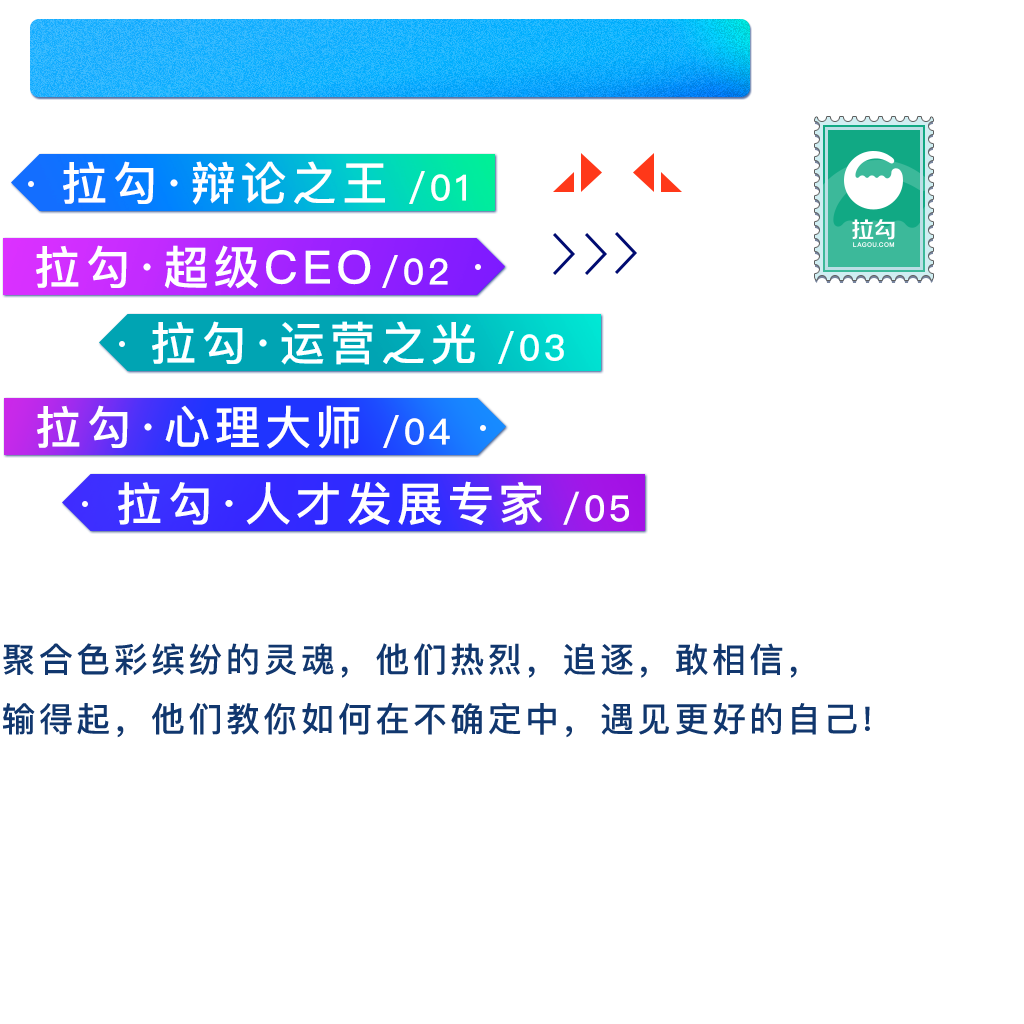 拉勾·辩论之王 /01
拉勾
LAGOU.COM
拉勾·超级CEO /02
拉勾·运营之光 /03
拉勾·心理大师 /04
拉勾·人才发展专家 /05
聚合色彩缤纷的灵魂，他们热烈，追逐，敢相信，
输得起，他们教你如何在不确定中，遇见更好的自己!